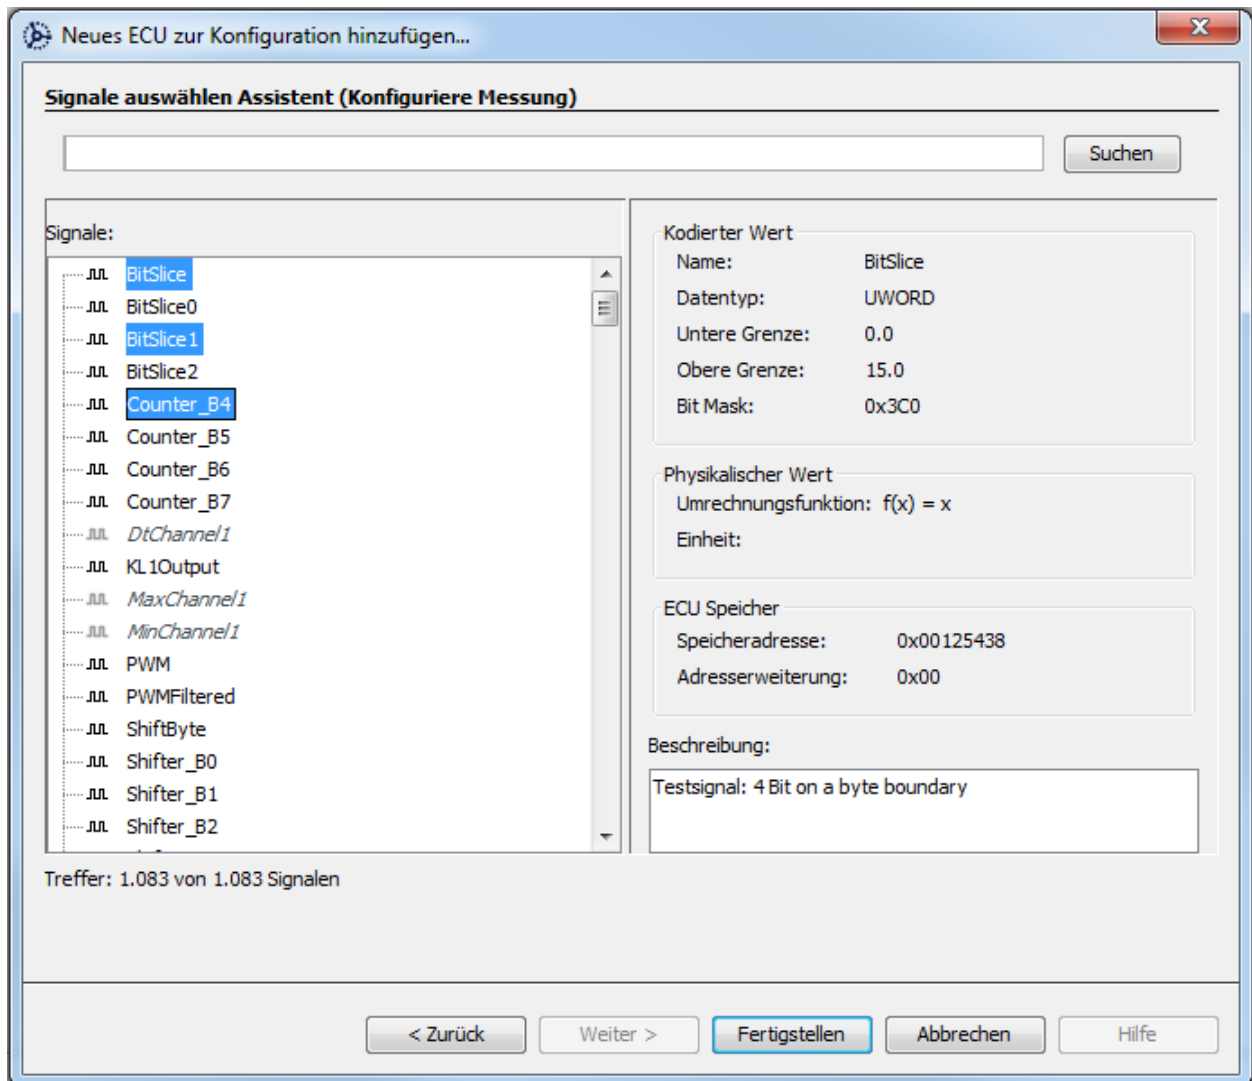 Neues ECU zur Konfiguration hinzufügen...
Signale auswählen Assistent (Konfiguriere Messung)
Suchen
Signale:
BitSlice
BitSlice0
BitSlice1
BitSlice2
Counter_B4
Counter_B5
Counter_B6
Counter_B7
DtChannel1
KL1Output
MaxChannel1
MinChannel1
PWM
PWMFiltered
ShiftByte
Shifter_B0
Shifter_B1
Shifter_B2
Kodierter Wert
Name: BitSlice
Datentyp: UWORD
Untere Grenze: 0.0
Obere Grenze: 15.0
Bit Mask: 0x3C0
Physikalischer Wert
Umrechnungsfunktion: f(x) = x
Einheit:
ECU Speicher
Speicheradresse: 0x00125438
Adresserweiterung: 0x00
Beschreibung:
Testsignal: 4 Bit on a byte boundary
Treffer: 1.083 von 1.083 Signalen
< Zurück Weiter > Fertigstellen Abbrechen Hilfe